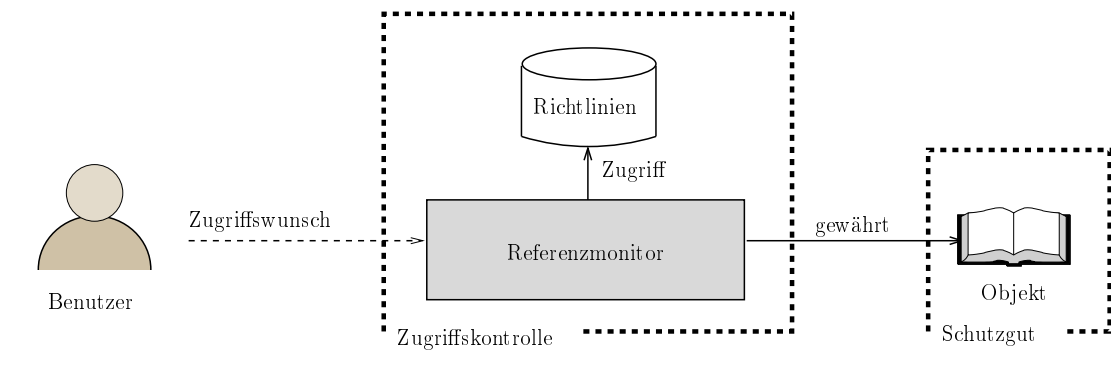 Richtlinien
Zugriff
Zugriffswunsch
gewährt
Referenzmonitor
Benutzer
Objekt
Zugriffskontrolle
Schutzgut